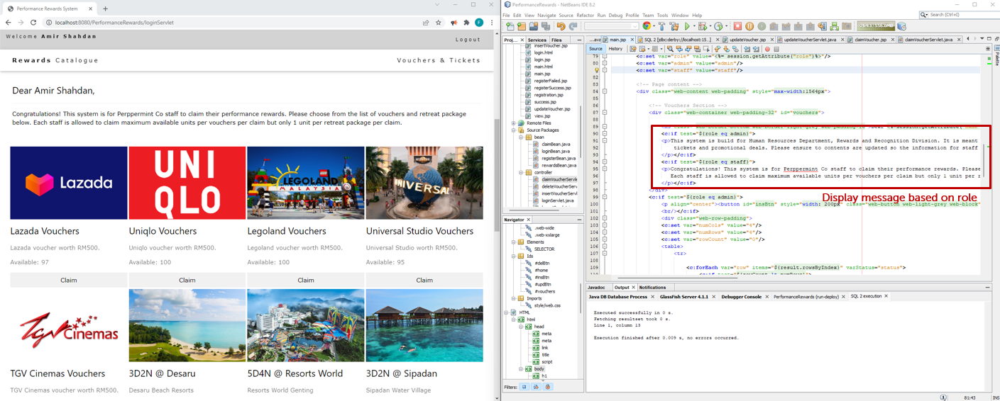 Performance Rewards System
localhost:8080/PerformanceRewards/loginServlet
F
Welcome Amir Shahdan
Logout
Rewards Catalogue
Vouchers & Tickets
Dear Amir Shahdan,
Congratulations! This system is for Perppermint Co staff to claim their performance rewards. Please choose from the list of vouchers and retreat package
below. Each staff is allowed to claim maximum available units per vouchers per claim but only 1 unit per retreat package per claim.
Lazada
UNI
QLO
LEGOLAND
MALAYSIA
UNIVERSAL
Lazada Vouchers
Uniqlo Vouchers
Legoland Vouchers
Universal Studio Vouchers
Lazada voucher worth RM500.
Uniqlo voucher worth RM500.
Legoland voucher worth RM500.
Universal Studio worth RM500.
Available: 97
Available: 100
Available: 100
Available: 95
Claim
Claim
Claim
Claim
TGV
Cinemas
TGV Cinemas Vouchers
3D2N @ Desaru
5D4N @ Resorts World
3D2N @ Sipadan
TGV Cinemas voucher worth RM500.
Desaru Beach Resorts
Resorts World Genting
Sipadan Water Village
PerformanceRewards - NetBeans IDE 8.2
File Edit View Navigate Source Refactor Run Debug Profile Team Tools Window Help
Search (Ctrl+I)
Proj... Services Files
insertVoucher.jsp
login.html
login.jsp
main.html
main.jsp
registerFailed.jsp
registerSuccess.jsp
registration.jsp
success.jsp
updateVoucher.jsp
view.jsp
Remote Files
Source Packages
bean
claimBean.java
loginBean.java
registerBean.java
rewardsBean.java
controller
claimVoucherServle
deleteVoucherServ
insertVoucherServl
loginServlet.java
Navigator
.web-wide
.web-xxlarge
Elements
SELECTOR
Ids
#delBtn
#home
#insBtn
#updBtn
#vouchers
Imports
style/web.css
HTML
html
head
meta
meta
link
title
script
body
h1
Filters:
...ava main.jsp SQL 2 [jdbc:derby://localhost:15... updateVoucher.jsp updateVoucherServlet.java claimVoucher.jsp claimVoucherServlet.java
Source History
Palette
79 <c:set var="role" value="<%= session.getAttribute("role")%>"/>
80 <c:set var="admin" value="admin"/>
<c:set var="staff" value="staff"/>
82
83 <!-- Page content -->
84 <div class="web-content web-padding" style="max-width:1564px">
85
86 <!-- Vouchers Section -->
87 <div class="web-container web-padding-32" id="vouchers">
88
89
90 <c:if test="${role eq admin}">
91 <p>This system is build for Human Resources Department, Rewards and Recognition Division. It is meant
92 tickets and promotional deals. Please ensure to contents are updated so the information for staff
93 </p></c:if>
94 <c:if test="${role eq staff}">
95 <p>Congratulations! This system is for Perppermint Co staff to claim their performance rewards. Please
96 Each staff is allowed to claim maximum available units per vouchers per claim but only 1 unit per r
97 </p></c:if>
98 </div>
99 <c:if test="${role eq admin}">
Display message based on role
100 <p align="center"><button id="insBtn" style="width: 200px" class="web-button web-light-grey web-block"
101 <br/></c:if>
102 <div class="web-row-padding">
103 <c:set var="numCols" value="4"/>
104 <c:set var="numRows" value="4"/>
105 <c:set var="rowCount" value="0"/>
106 <table>
107 <tr>
108
109 <c:forEach var="row" items="${result.rowsByIndex}" varStatus="status">
Javadoc Output Notifications
Java DB Database Process GlassFish Server 4.1.1 Debugger Console PerformanceRewards (run-deploy) SQL 2 execution
Executed successfully in 0 s.
Fetching resultset took 0 s.
Line 1, column 13
Execution finished after 0.009 s, no errors occurred.
1
81:43
INS